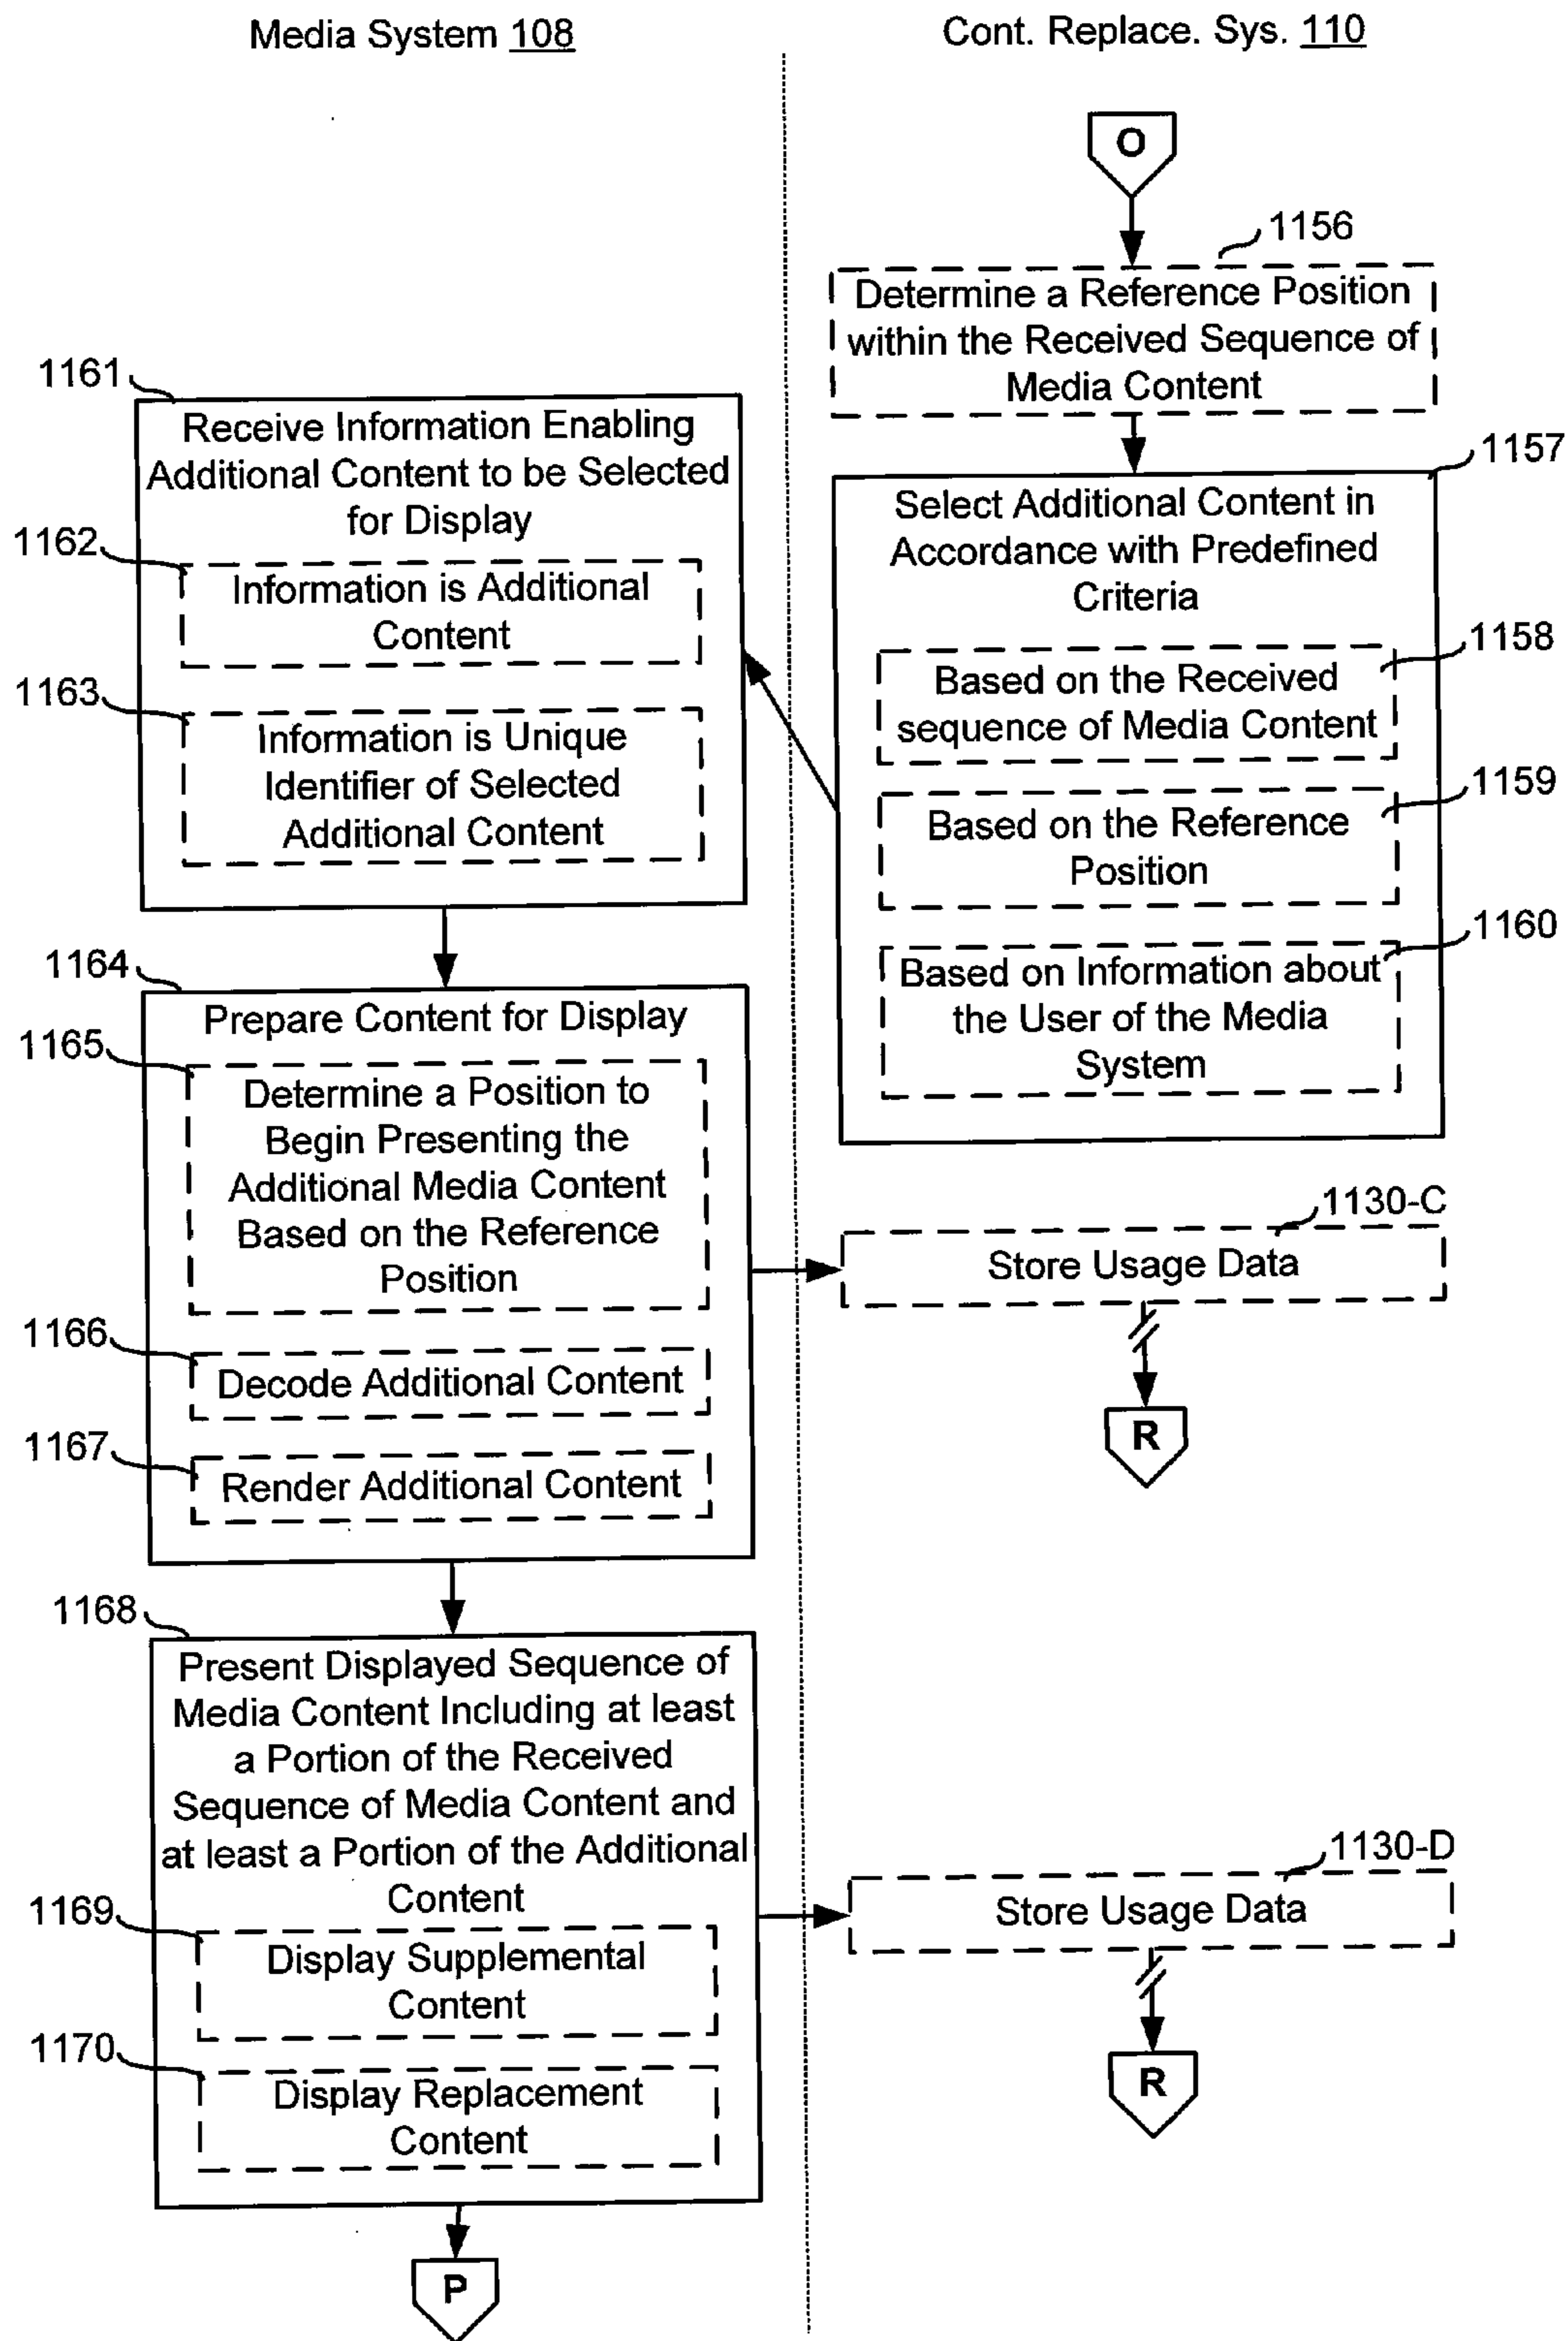 Media System 108
Cont. Replace. Sys. 110
O
1156
Determine a Reference Position
within the Received Sequence of
Media Content
1157
Select Additional Content in
Accordance with Predefined
Criteria
1158
Based on the Received
sequence of Media Content
1159
Based on the Reference
Position
1160
Based on Information about
the User of the Media
System
1161
Receive Information Enabling
Additional Content to be Selected
for Display
1162
Information is Additional
Content
1163
Information is Unique
Identifier of Selected
Additional Content
1164
Prepare Content for Display
1165
Determine a Position to
Begin Presenting the
Additional Media Content
Based on the Reference
Position
1166
Decode Additional Content
1167
Render Additional Content
1130-C
Store Usage Data
R
1168
Present Displayed Sequence of
Media Content Including at least
a Portion of the Received
Sequence of Media Content and
at least a Portion of the Additional
Content
1169
Display Supplemental
Content
1170
Display Replacement
Content
1130-D
Store Usage Data
R
P